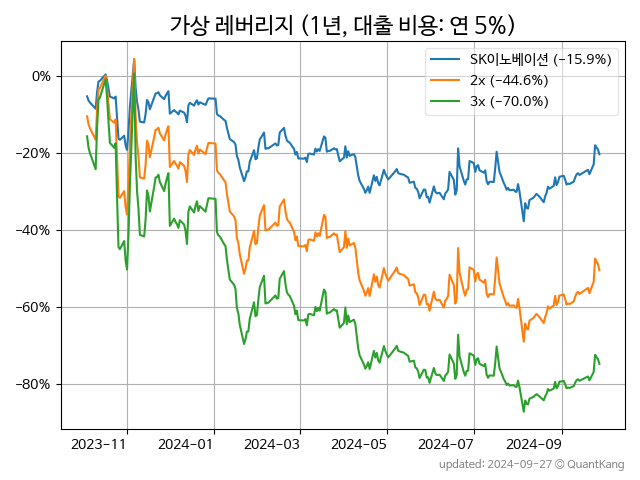 가상 레버리지 (1년, 대출 비용: 연 5%)
SK이노베이션 (−15.9%)
2x (−44.6%)
3x (−70.0%)
0%
−20%
−40%
−60%
−80%
2023-11 2024-01 2024-03 2024-05 2024-07 2024-09
updated: 2024-09-27 © QuantKang